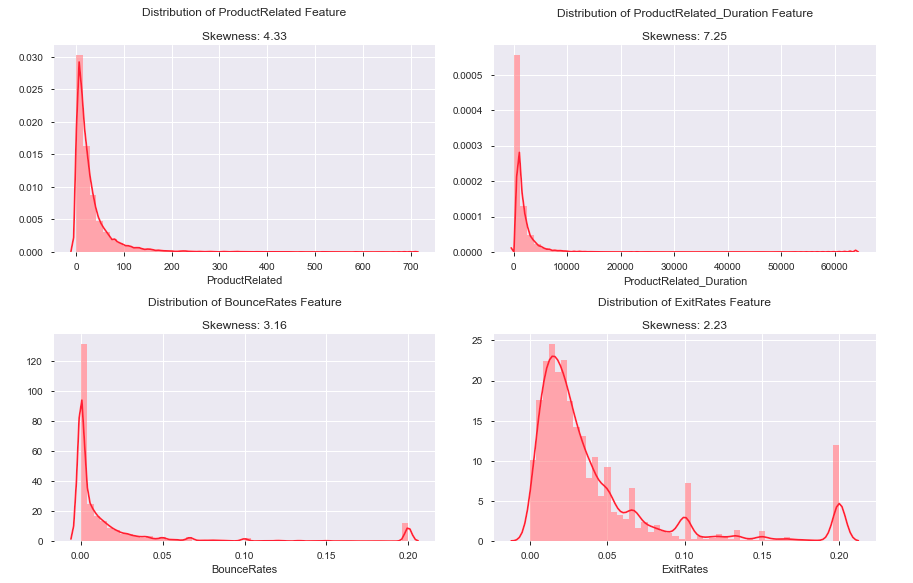 Distribution of ProductRelated Feature
Skewness: 4.33
0.030
0.025
0.020
0.015
0.010
0.005
0.000
0 100 200 300 400 500 600 700
ProductRelated
Distribution of ProductRelated_Duration Feature
Skewness: 7.25
0.0005
0.0004
0.0003
0.0002
0.0001
0.0000
0 10000 20000 30000 40000 50000 60000
ProductRelated_Duration
Distribution of BounceRates Feature
Skewness: 3.16
120
100
80
60
40
20
0
0.00 0.05 0.10 0.15 0.20
BounceRates
Distribution of ExitRates Feature
Skewness: 2.23
25
20
15
10
5
0
0.00 0.05 0.10 0.15 0.20
ExitRates